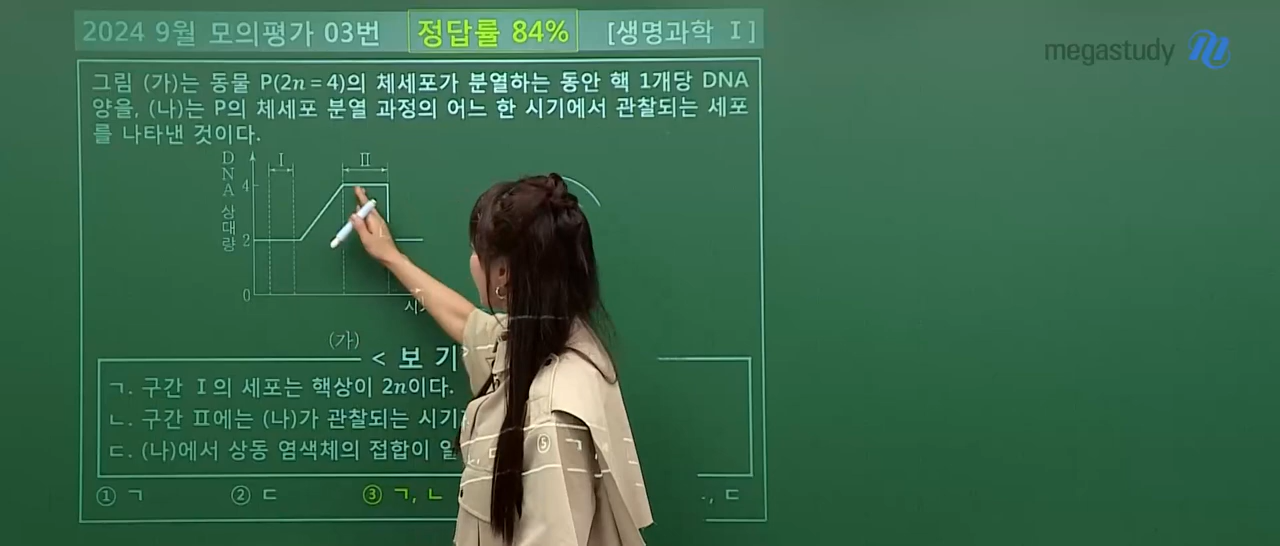 2024 9월 모의평가 03번 정답률 84% [생명과학 Ⅰ]
megastudy
그림 (가)는 동물 P(2n=4)의 체세포가 분열하는 동안 핵 1개당 DNA
양을, (나)는 P의 체세포 분열 과정의 어느 한 시기에서 관찰되는 세포
를 나타낸 것이다.
DNA 상대량
Ⅰ Ⅱ
4
2
0
시
(가)
< 보 기
ㄱ. 구간 Ⅰ의 세포는 핵상이 2n이다.
ㄴ. 구간 Ⅱ에는 (나)가 관찰되는 시기
ㄷ. (나)에서 상동 염색체의 접합이 일
① ㄱ ② ㄷ ③ ㄱ, ㄴ ⑤ ㄱ ㄷ